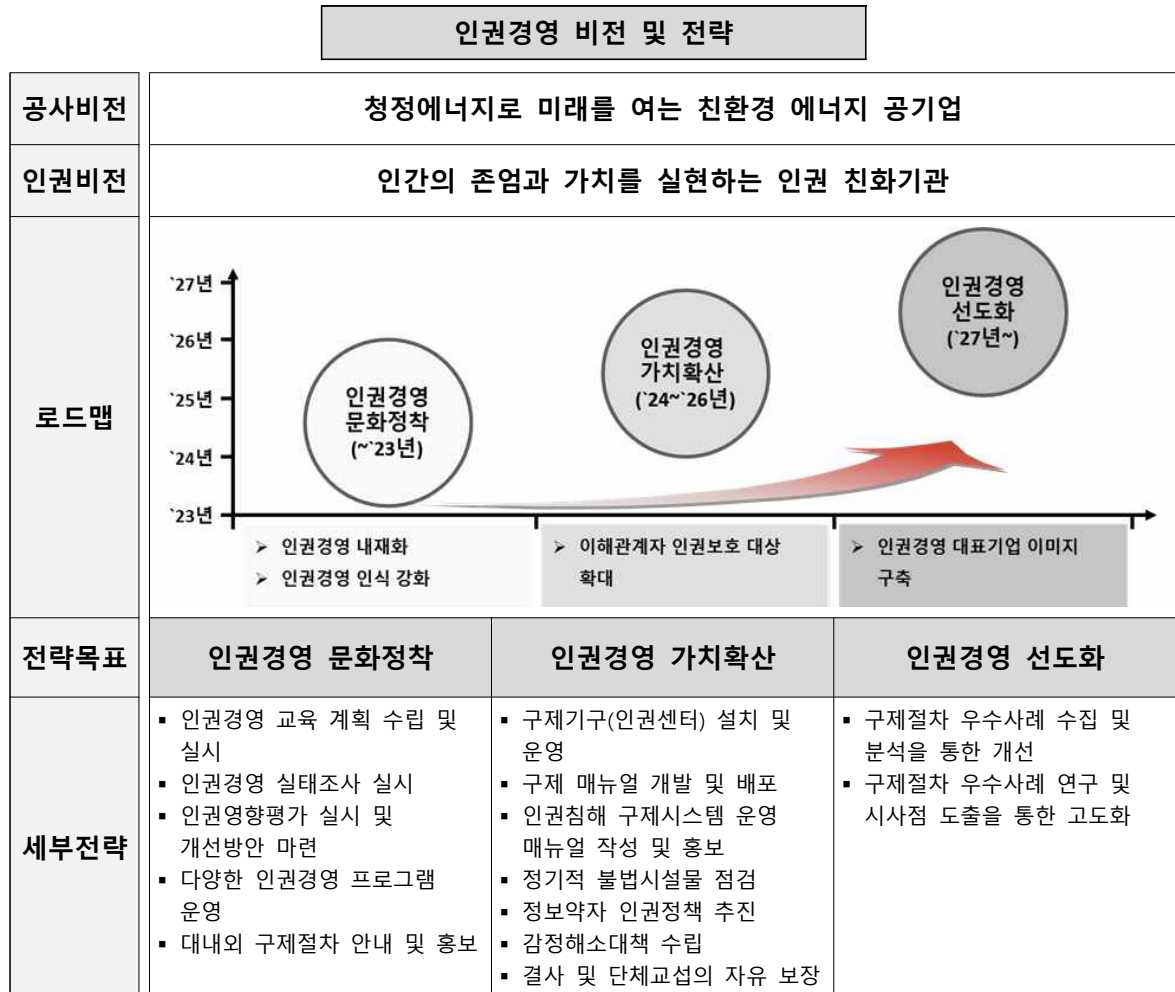 인권경영 비전 및 전략
공사비전
청정에너지로 미래를 여는 친환경 에너지 공기업
인권비전
인간의 존엄과 가치를 실현하는 인권 친화기관
로드맵
`27년
`26년
`25년
`24년
`23년
인권경영
문화정착
(~`23년)
인권경영
가치확산
(`24~`26년)
인권경영
선도화
(`27년~)
➢ 인권경영 내재화
➢ 인권경영 인식 강화
➢ 이해관계자 인권보호 대상
확대
➢ 인권경영 대표기업 이미지
구축
전략목표
인권경영 문화정착
인권경영 가치확산
인권경영 선도화
세부전략
▪ 인권경영 교육 계획 수립 및
실시
▪ 인권경영 실태조사 실시
▪ 인권영향평가 실시 및
개선방안 마련
▪ 다양한 인권경영 프로그램
운영
▪ 대내외 구제절차 안내 및 홍보
▪ 구제기구(인권센터) 설치 및
운영
▪ 구제 매뉴얼 개발 및 배포
▪ 인권침해 구제시스템 운영
매뉴얼 작성 및 홍보
▪ 정기적 불법시설물 점검
▪ 정보약자 인권정책 추진
▪ 감정해소대책 수립
▪ 결사 및 단체교섭의 자유 보장
▪ 구제절차 우수사례 수집 및
분석을 통한 개선
▪ 구제절차 우수사례 연구 및
시사점 도출을 통한 고도화